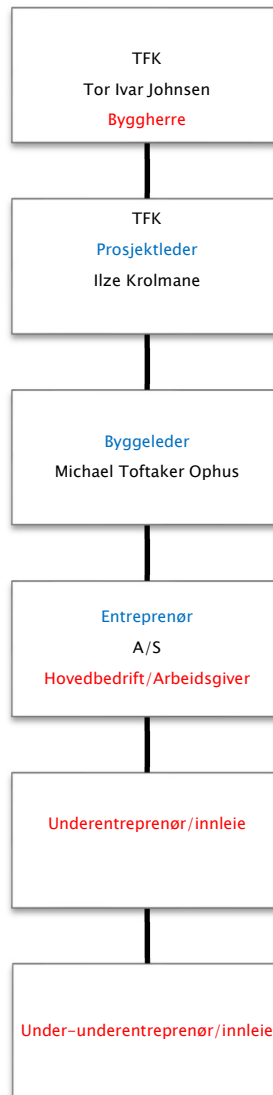 TFK
Tor Ivar Johnsen
Byggherre
TFK
Prosjektleder
Ilze Krolmane
Byggeleder
Michael Toftaker Ophus
Entreprenør
A/S
Hovedbedrift/Arbeidsgiver
Underentreprenør/innleie
Under-underentreprenør/innleie